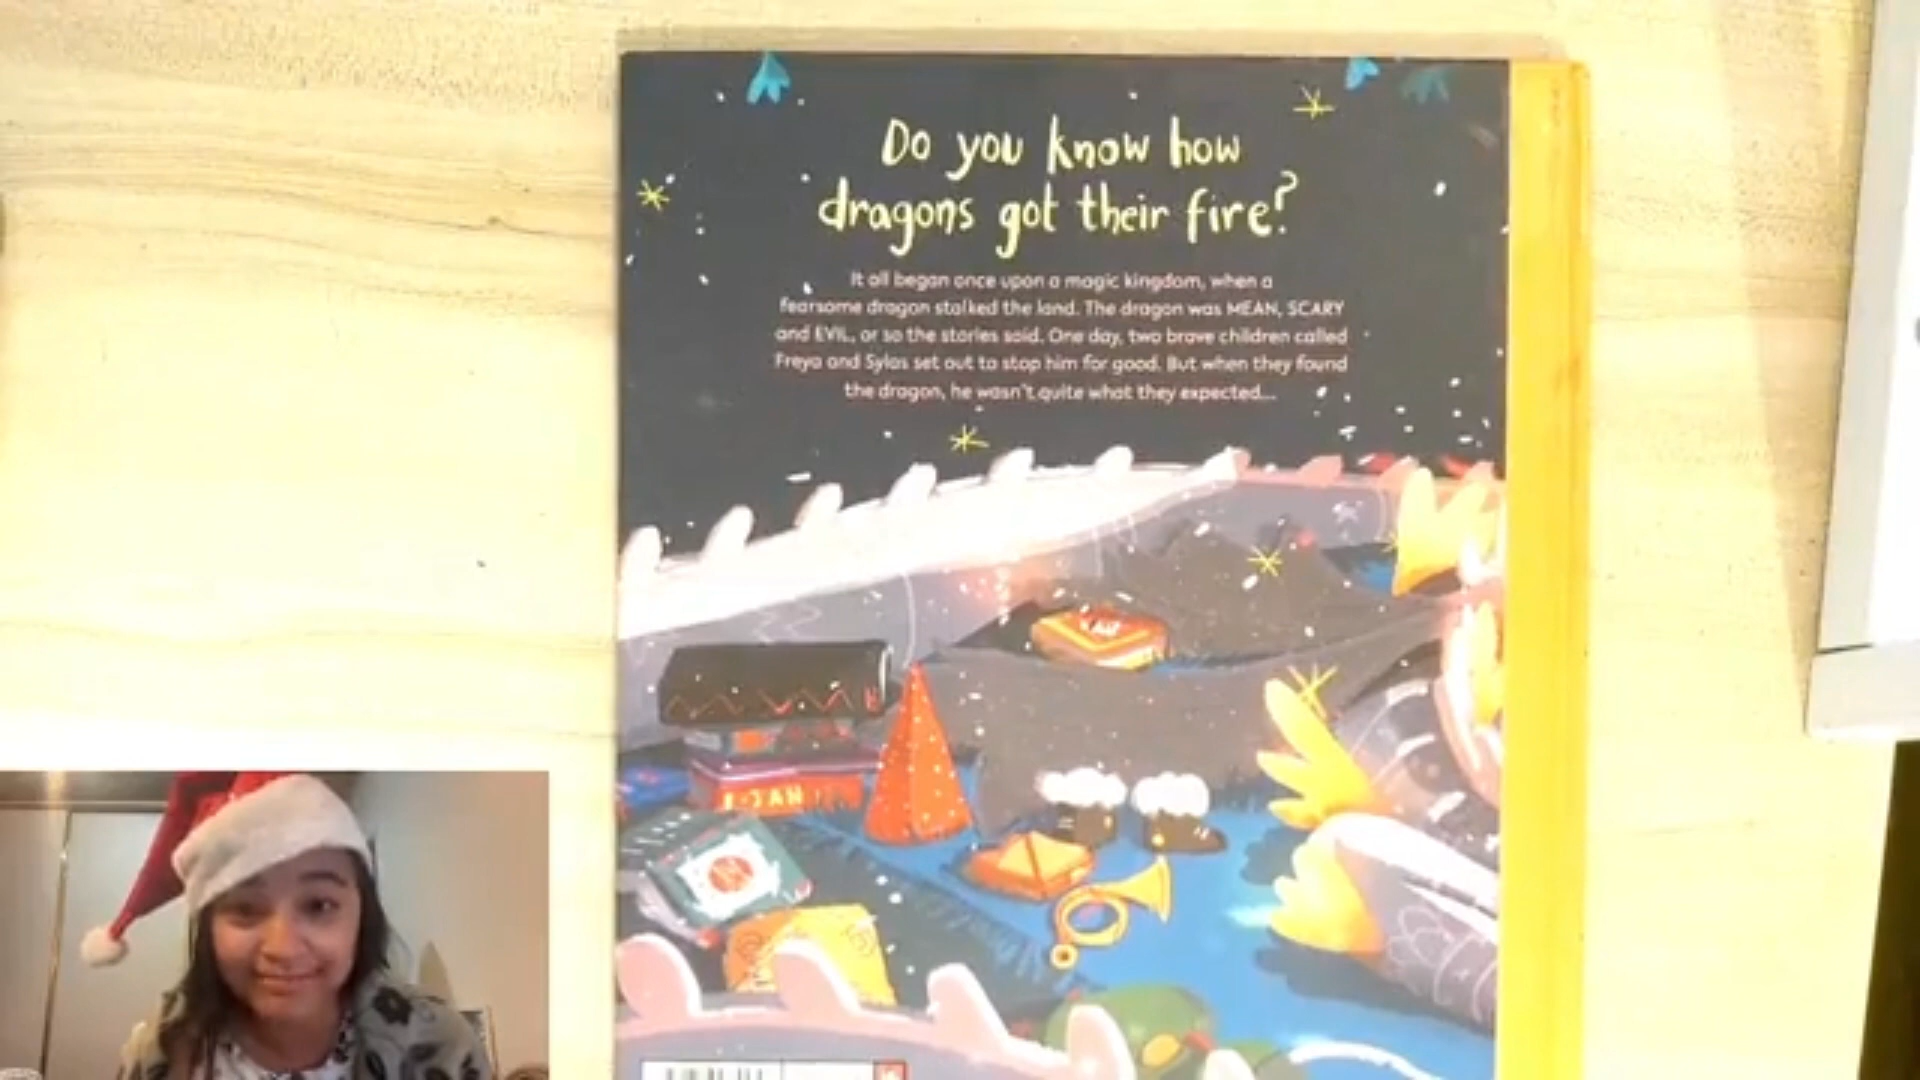 Do you know how
dragons got their fire?
It all began once upon a magic kingdom, when a
fearsome dragon stalked the land. The dragon was MEAN, SCARY
and EVIL, or so the stories said. One day, two brave children called
Freya and Sylas set out to stop him for good. But when they found
the dragon, he wasn't quite what they expected...